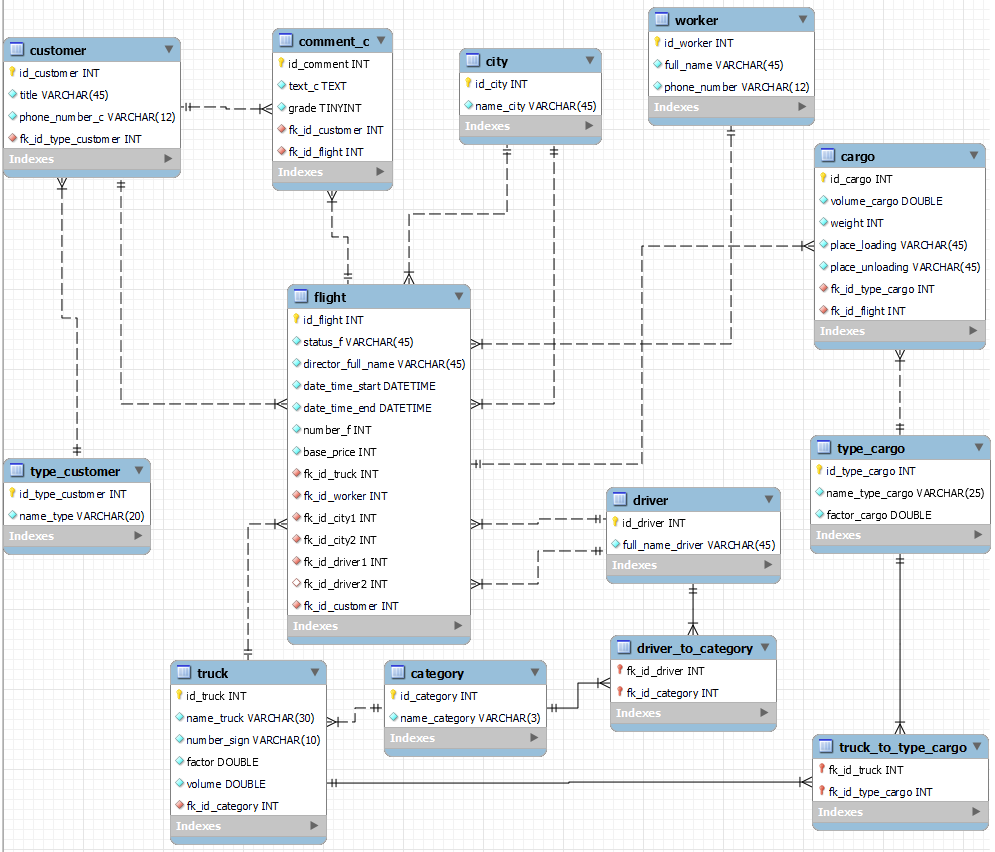 customer
id_customer INT
title VARCHAR(45)
phone_number_c VARCHAR(12)
fk_id_type_customer INT
Indexes
comment_c
id_comment INT
text_c TEXT
grade TINYINT
fk_id_customer INT
fk_id_flight INT
Indexes
city
id_city INT
name_city VARCHAR(45)
Indexes
worker
id_worker INT
full_name VARCHAR(45)
phone_number VARCHAR(12)
Indexes
cargo
id_cargo INT
volume_cargo DOUBLE
weight INT
place_loading VARCHAR(45)
place_unloading VARCHAR(45)
fk_id_type_cargo INT
fk_id_flight INT
Indexes
flight
id_flight INT
status_f VARCHAR(45)
director_full_name VARCHAR(45)
date_time_start DATETIME
date_time_end DATETIME
number_f INT
base_price INT
fk_id_truck INT
fk_id_worker INT
fk_id_city1 INT
fk_id_city2 INT
fk_id_driver1 INT
fk_id_driver2 INT
fk_id_customer INT
Indexes
type_customer
id_type_customer INT
name_type VARCHAR(20)
Indexes
driver
id_driver INT
full_name_driver VARCHAR(45)
Indexes
type_cargo
id_type_cargo INT
name_type_cargo VARCHAR(25)
factor_cargo DOUBLE
Indexes
truck
id_truck INT
name_truck VARCHAR(30)
number_sign VARCHAR(10)
factor DOUBLE
volume DOUBLE
fk_id_category INT
Indexes
category
id_category INT
name_category VARCHAR(3)
Indexes
driver_to_category
fk_id_driver INT
fk_id_category INT
Indexes
truck_to_type_cargo
fk_id_truck INT
fk_id_type_cargo INT
Indexes